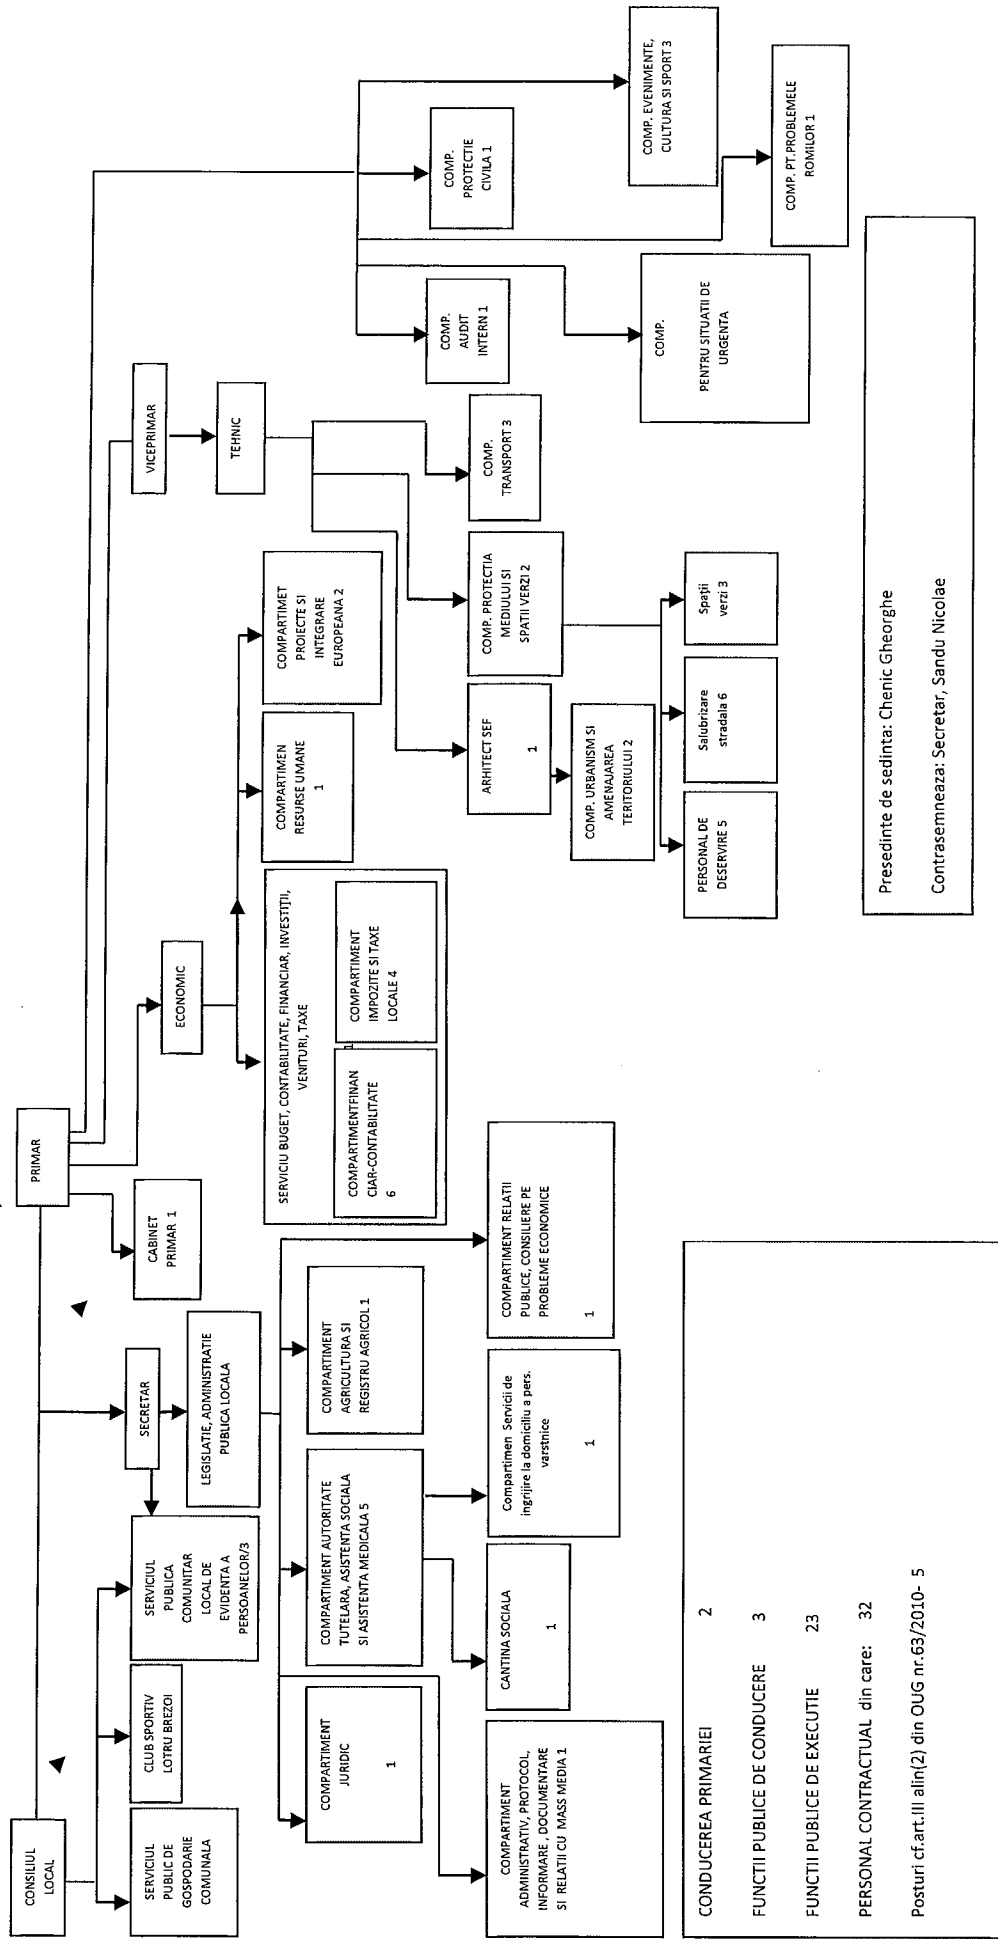 CONSILIUL
LOCAL
PRIMAR
SERVICIUL
PUBLIC DE
GOSPODARIE
COMUNALA
CLUB SPORTIV
LOTRU BREZOI
SERVICIUL
PUBLICA
COMUNITAR
LOCAL DE
EVIDENTA A
PERSOANELOR/3
SECRETAR
LEGISLATIE, ADMINISTRATIE
PUBLICA LOCALA
CABINET
PRIMAR 1
ECONOMIC
VICEPRIMAR
TEHNIC
COMPARTIMENT
JURIDIC
1
COMPARTIMENT AUTORITATE
TUTELARA, ASISTENTA SOCIALA
SI ASISTENTA MEDICALA 5
COMPARTIMENT
AGRICULTURA SI
REGISTRU AGRICOL 1
SERVICIU BUGET, CONTABILITATE, FINANCIAR, INVESTIȚII,
VENITURI, TAXE
1
COMPARTIMENTFINAN
CIAR-CONTABILITATE
6
COMPARTIMENT
IMPOZITE SI TAXE
LOCALE 4
COMPARTIMEN
RESURSE UMANE
1
COMPARTIMET
PROIECTE SI
INTEGRARE
EUROPEANA 2
COMP.
AUDIT
INTERN 1
COMP.
PROTECTIE
CIVILA 1
COMPARTIMENT
ADMINISTRATIV, PROTOCOL,
INFORMARE, DOCUMENTARE
SI RELATII CU MASS MEDIA 1
CANTINA SOCIALA
1
Compartimen Servicii de
ingrijire la domiciliu a pers.
varstnice
1
COMPARTIMENT RELATII
PUBLICE, CONSILIERE PE
PROBLEME ECONOMICE
1
ARHITECT SEF
1
COMP. PROTECTIA
MEDIULUI SI
SPATII VERZI 2
COMP.
TRANSPORT 3
COMP. URBANISM SI
AMENAJAREA
TERITORIULUI 2
COMP.
PENTRU SITUATII DE
URGENTA
COMP. EVENIMENTE,
CULTURA SI SPORT 3
PERSONAL DE
DESERVIRE 5
Salubrizare
stradala 6
Spații
verzi 3
COMP. PT.PROBLEMELE
ROMILOR 1
CONDUCEREA PRIMARIEI 2
FUNCTII PUBLICE DE CONDUCERE 3
FUNCTII PUBLICE DE EXECUTIE 23
PERSONAL CONTRACTUAL din care: 32
Posturi cf.art.III alin(2) din OUG nr.63/2010- 5
Presedinte de sedinta: Chenic Gheorghe
Contrasemneaza: Secretar, Sandu Nicolae